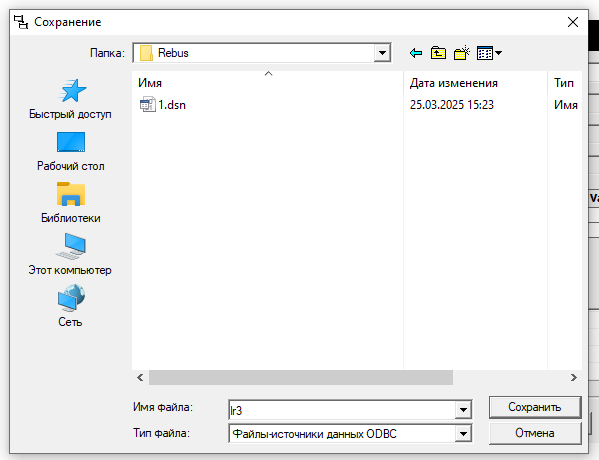 Сохранение
Папка: Rebus
Имя Дата изменения Тип
1.dsn 25.03.2025 15:23 Имя
Быстрый доступ
Рабочий стол
Библиотеки
Этот компьютер
Сеть
Имя файла: lr3 Сохранить
Тип файла: Файлы-источники данных ODBC Отмена